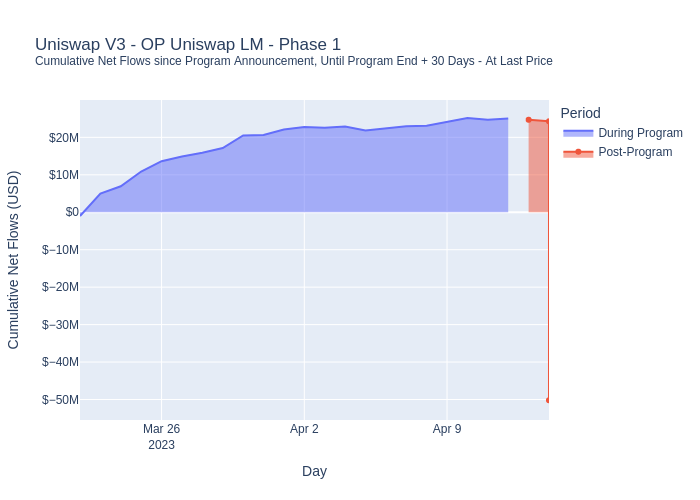 Uniswap V3 - OP Uniswap LM - Phase 1
Cumulative Net Flows since Program Announcement, Until Program End + 30 Days - At Last Price
Period
During Program
Post-Program
$20M
$10M
$0
$−10M
$−20M
$−30M
$−40M
$−50M
Cumulative Net Flows (USD)
Mar 26
2023
Apr 2
Apr 9
Day